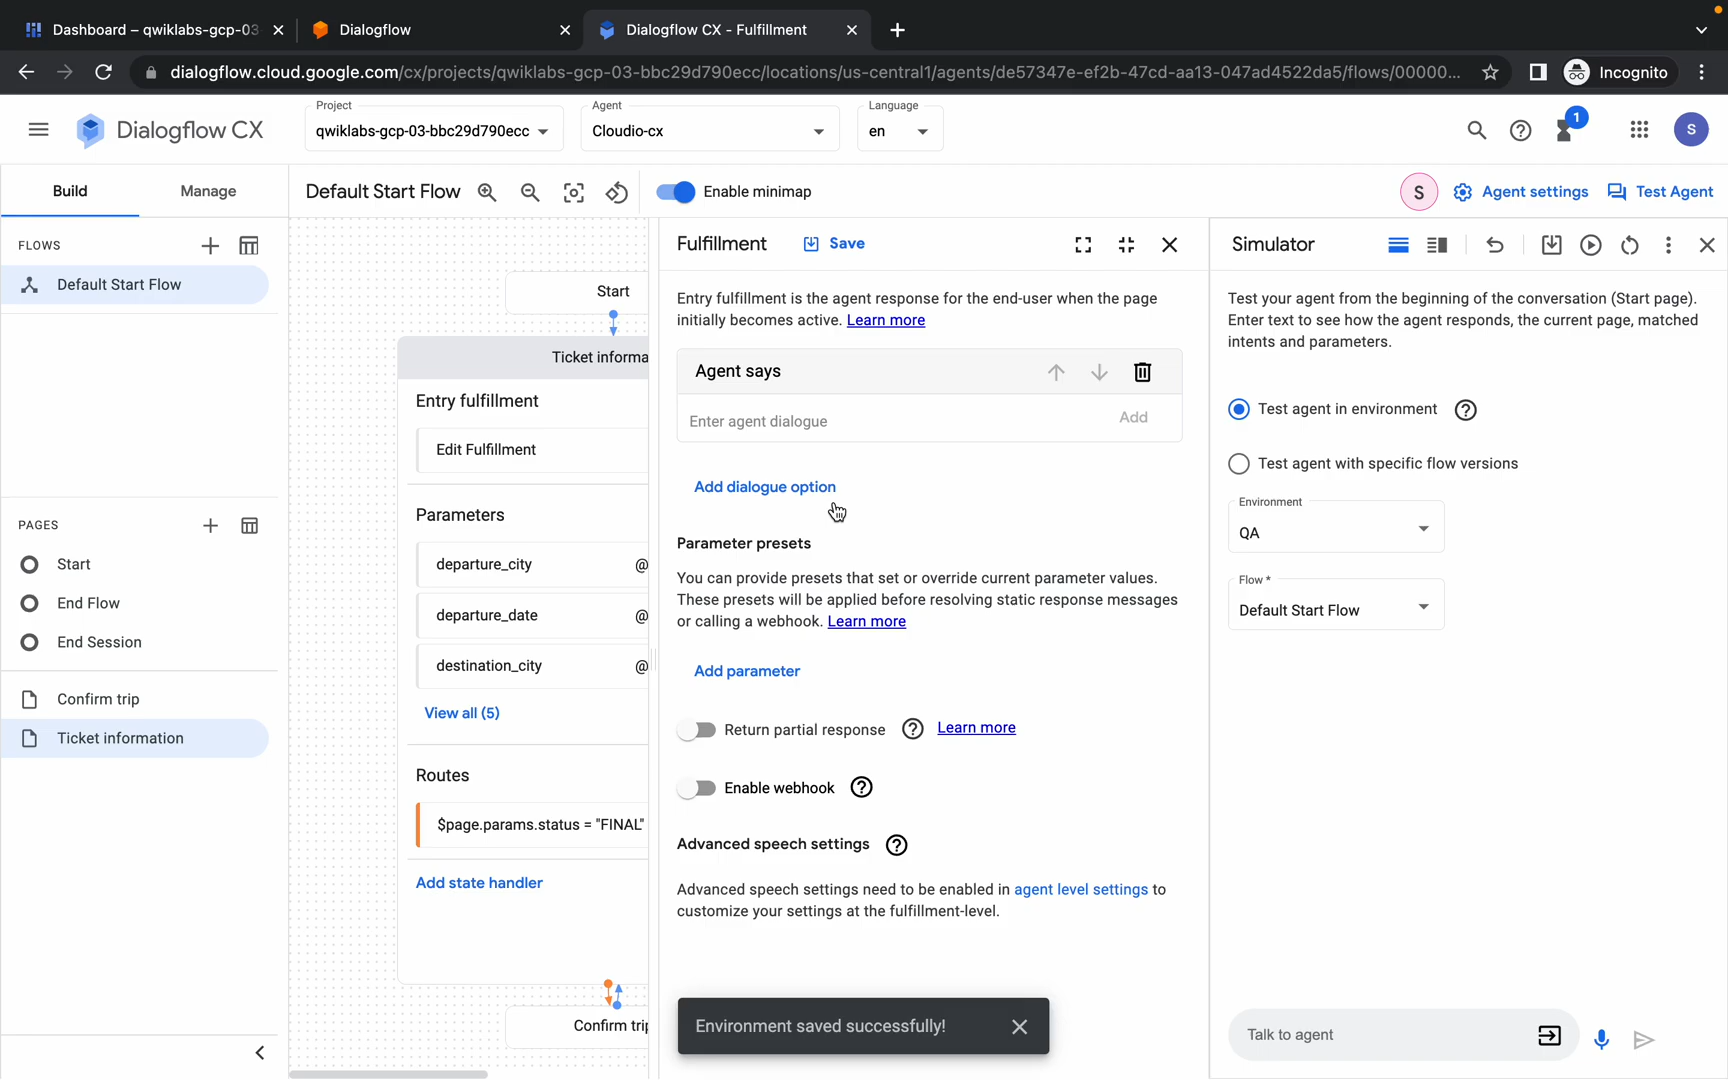 Dashboard – qwiklabs-gcp-03
Dialogflow
Dialogflow CX - Fulfillment
dialogflow.cloud.google.com/cx/projects/qwiklabs-gcp-03-bbc29d790ecc/locations/us-central1/agents/de57347e-ef2b-47cd-aa13-047ad4522da5/flows/00000...
Incognito
Dialogflow CX
Project
qwiklabs-gcp-03-bbc29d790ecc
Agent
Cloudio-cx
Language
en
1
S
Build
Manage
Default Start Flow
Enable minimap
S
Agent settings
Test Agent
FLOWS
Default Start Flow
PAGES
Start
End Flow
End Session
Confirm trip
Ticket information
Start
Ticket informa
Entry fulfillment
Edit Fulfillment
Parameters
departure_city @
departure_date @
destination_city @
View all (5)
Routes
$page.params.status = "FINAL"
Add state handler
Confirm trip
Fulfillment
Save
Entry fulfillment is the agent response for the end-user when the page
initially becomes active. Learn more
Agent says
Enter agent dialogue
Add
Add dialogue option
Parameter presets
You can provide presets that set or override current parameter values.
These presets will be applied before resolving static response messages
or calling a webhook. Learn more
Add parameter
Return partial response
Learn more
Enable webhook
Advanced speech settings
Advanced speech settings need to be enabled in agent level settings to
customize your settings at the fulfillment-level.
Environment saved successfully!
Simulator
Test your agent from the beginning of the conversation (Start page).
Enter text to see how the agent responds, the current page, matched
intents and parameters.
Test agent in environment
Test agent with specific flow versions
Environment
QA
Flow *
Default Start Flow
Talk to agent